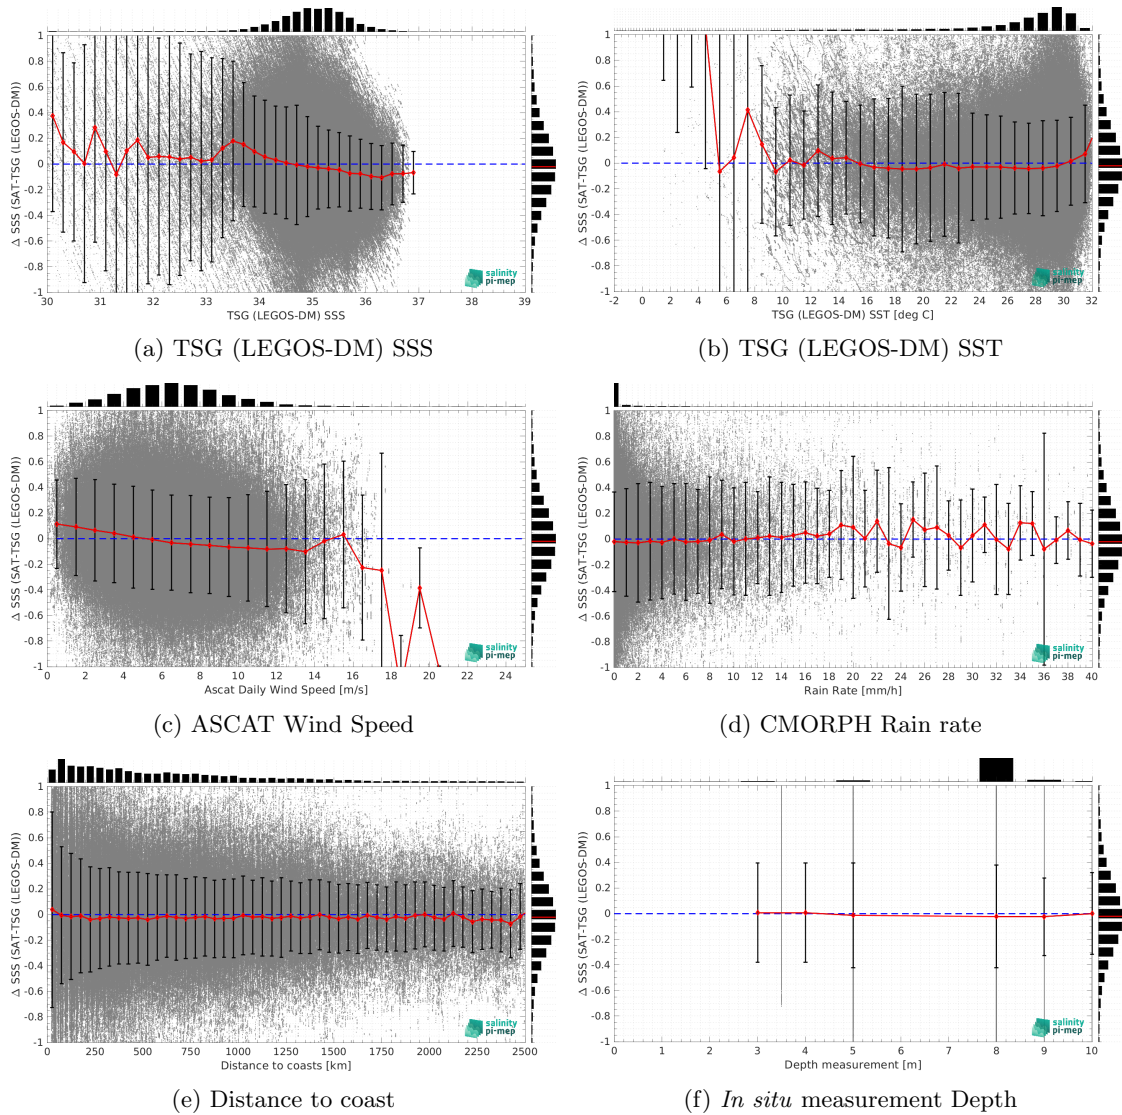 1
0.8
0.6
0.4
0.2
0
-0.2
-0.4
-0.6
-0.8
-1
Δ SSS (SAT-TSG (LEGOS-DM))
30 31 32 33 34 35 36 37 38 39
TSG (LEGOS-DM) SSS
salinity
pi-mep
(a) TSG (LEGOS-DM) SSS
1
0.8
0.6
0.4
0.2
0
-0.2
-0.4
-0.6
-0.8
-1
Δ SSS (SAT-TSG (LEGOS-DM))
-2 0 2 4 6 8 10 12 14 16 18 20 22 24 26 28 30 32
TSG (LEGOS-DM) SST [deg C]
salinity
pi-mep
(b) TSG (LEGOS-DM) SST
1
0.8
0.6
0.4
0.2
0
-0.2
-0.4
-0.6
-0.8
-1
Δ SSS (SAT-TSG (LEGOS-DM))
0 2 4 6 8 10 12 14 16 18 20 22 24
Ascat Daily Wind Speed [m/s]
salinity
pi-mep
(c) ASCAT Wind Speed
1
0.8
0.6
0.4
0.2
0
-0.2
-0.4
-0.6
-0.8
-1
Δ SSS (SAT-TSG (LEGOS-DM))
0 2 4 6 8 10 12 14 16 18 20 22 24 26 28 30 32 34 36 38 40
Rain Rate [mm/h]
salinity
pi-mep
(d) CMORPH Rain rate
1
0.8
0.6
0.4
0.2
0
-0.2
-0.4
-0.6
-0.8
-1
Δ SSS (SAT-TSG (LEGOS-DM))
0 250 500 750 1000 1250 1500 1750 2000 2250 2500
Distance to coasts [km]
salinity
pi-mep
(e) Distance to coast
1
0.8
0.6
0.4
0.2
0
-0.2
-0.4
-0.6
-0.8
-1
Δ SSS (SAT-TSG (LEGOS-DM))
0 1 2 3 4 5 6 7 8 9 10
Depth measurement [m]
salinity
pi-mep
(f) In situ measurement Depth